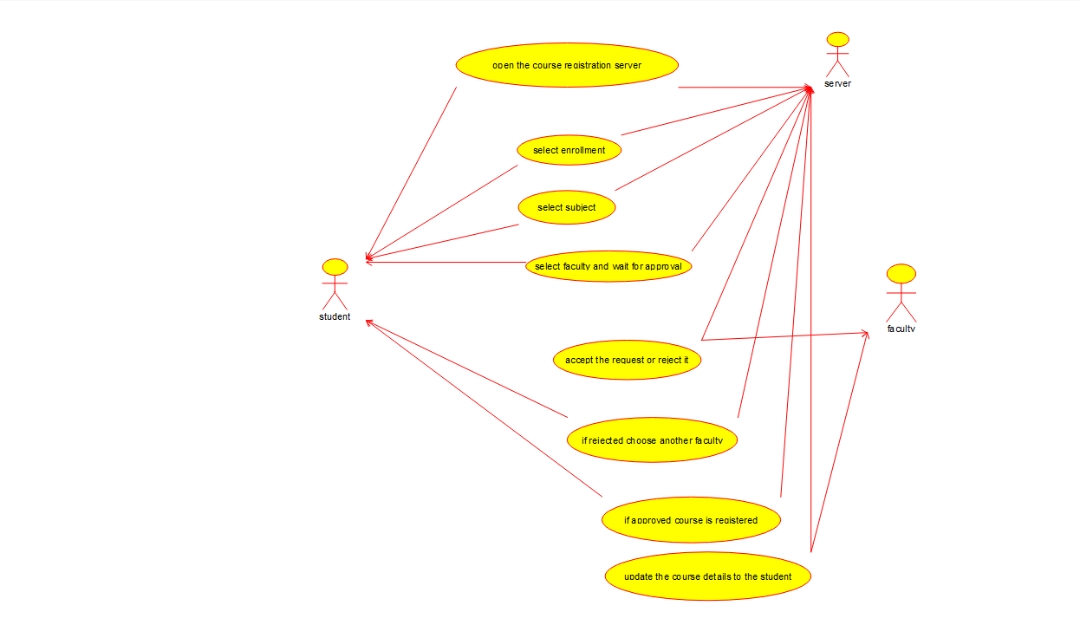 open the course registration server
server
select enrollment
select subject
select faculty and wait for approval
student
faculty
accept the request or reject it
if rejected choose another faculty
if approved course is registered
update the course details to the student